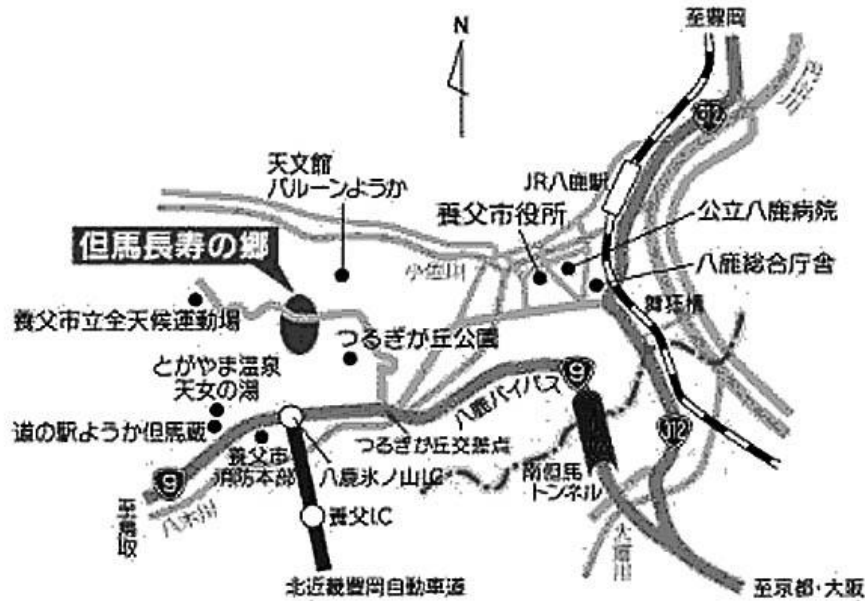 至豊岡
N
天文館
バルーンようか
JR八鹿駅
養父市役所
公立八鹿病院
但馬長寿の郷
小佐川
八鹿総合庁舎
養父市立全天候運動場
舞狂橋
つるぎが丘公園
とがやま温泉
天女の湯
9
八鹿バイパス
道の駅ようか但馬蔵
つるぎが丘交差点
312
養父市
消防本部
八鹿氷ノ山I.C
南但馬
トンネル
9
至鳥取
八木川
養父I.C
大屋川
北近畿豊岡自動車道
至京都・大阪